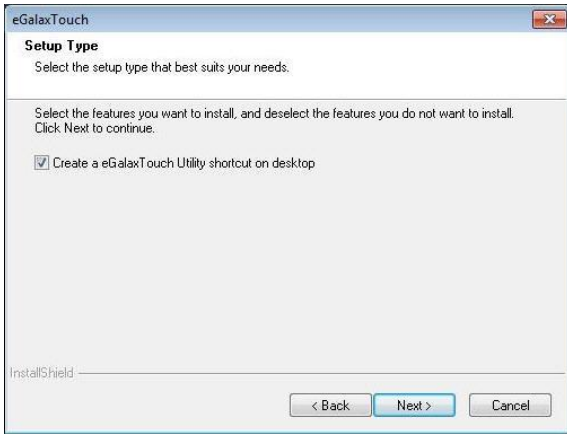 eGalaxTouch
Setup Type
Select the setup type that best suits your needs.
Select the features you want to install, and deselect the features you do not want to install.
Click Next to continue.
Create a eGalaxTouch Utility shortcut on desktop
InstallShield
< Back
Next >
Cancel